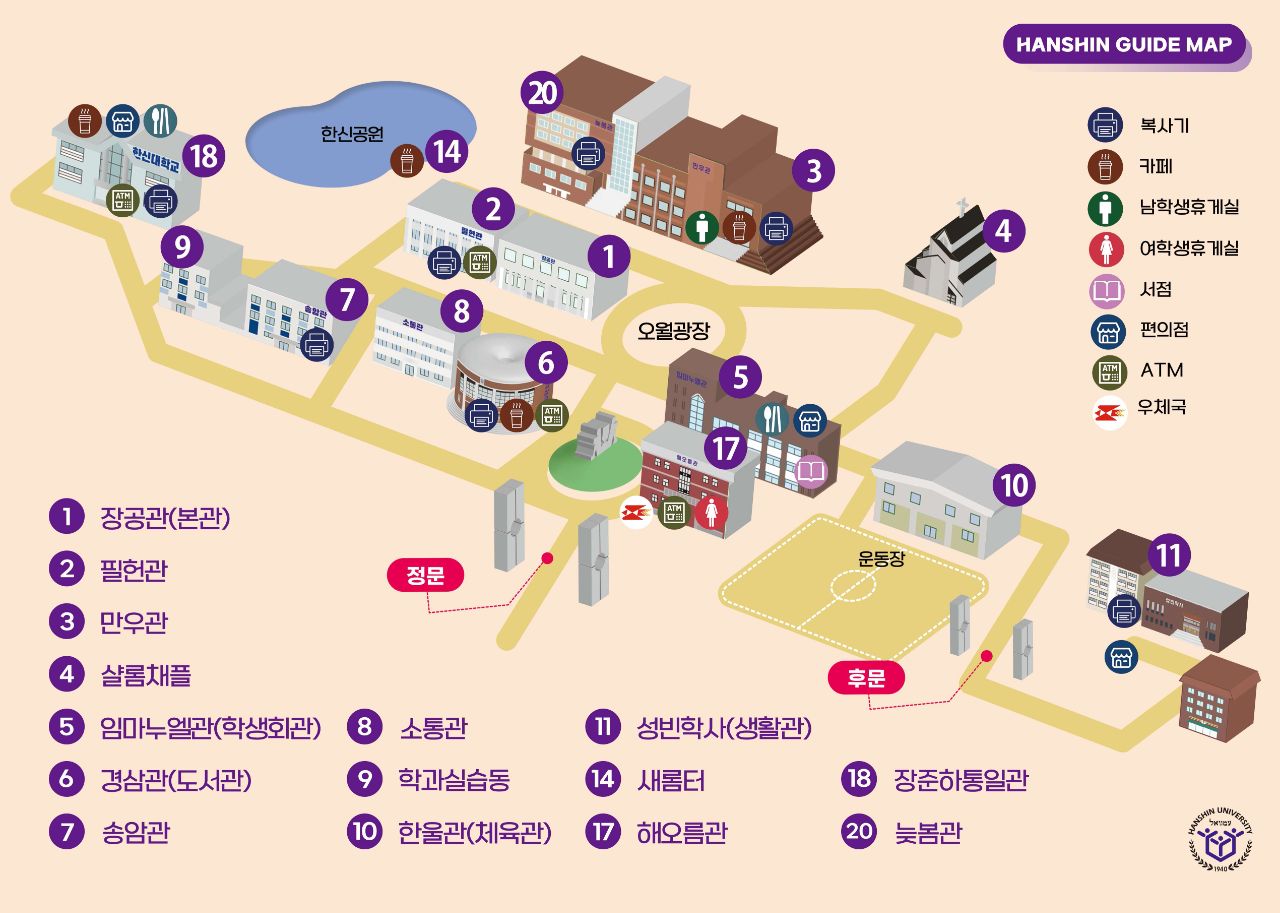 HANSHIN GUIDE MAP
복사기
카페
남학생휴게실
여학생휴게실
서점
편의점
ATM
우체국
한신공원
14
20
늦봄관
만우관
3
한신대학교
18
ATM
2
필헌관
ATM
1
장공관
4
9
7
송암관
8
소통관
6
ATM
오월광장
5
임마누엘관
17
해오름관
ATM
10
운동장
11
정문
후문
1 장공관(본관)
2 필헌관
3 만우관
4 샬롬채플
5 임마누엘관(학생회관)
6 경삼관(도서관)
7 송암관
8 소통관
9 학과실습동
10 한울관(체육관)
11 성빈학사(생활관)
14 새롬터
17 해오름관
18 장준하통일관
20 늦봄관
HANSHIN UNIVERSITY
עמנואל
1940